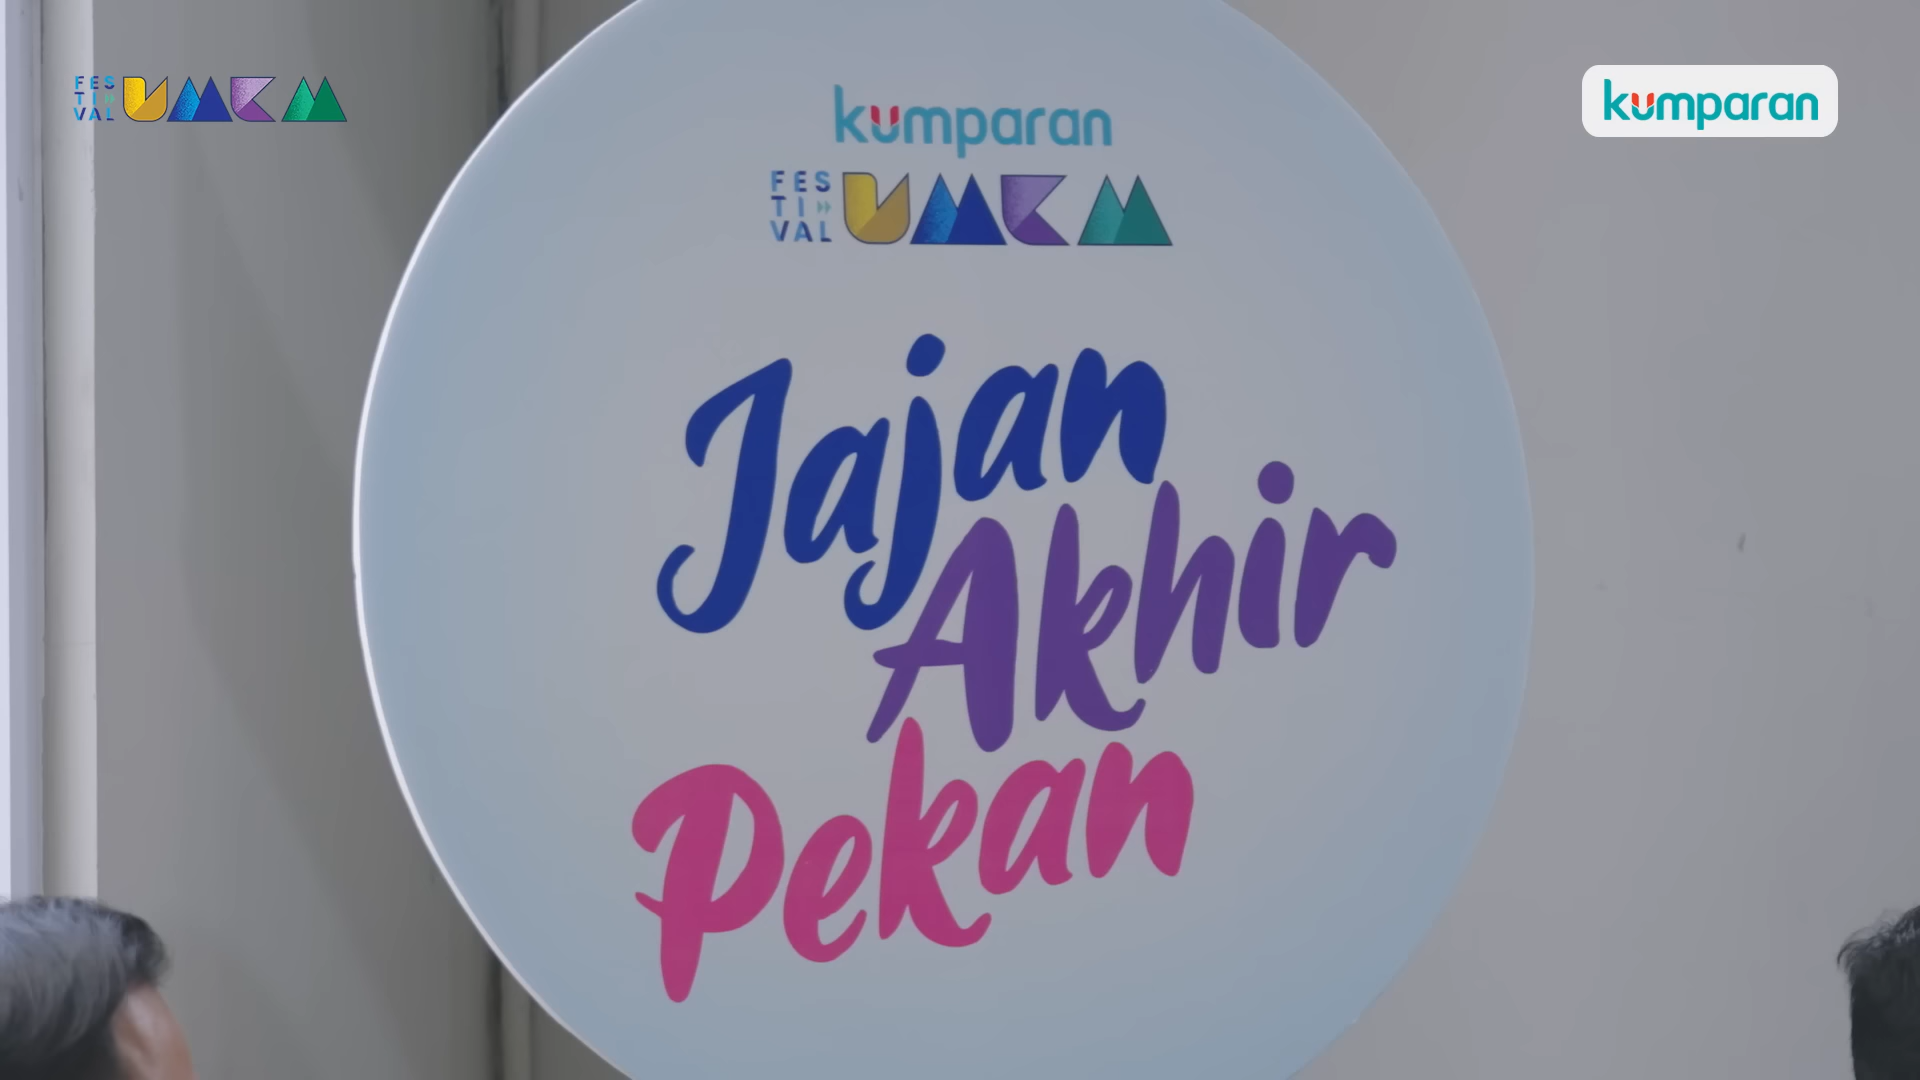 FES
TI
VAL
UMKM
kumparan
kumparan
FES
TI
VAL
UMKM
Jajan
Akhir
Pekan